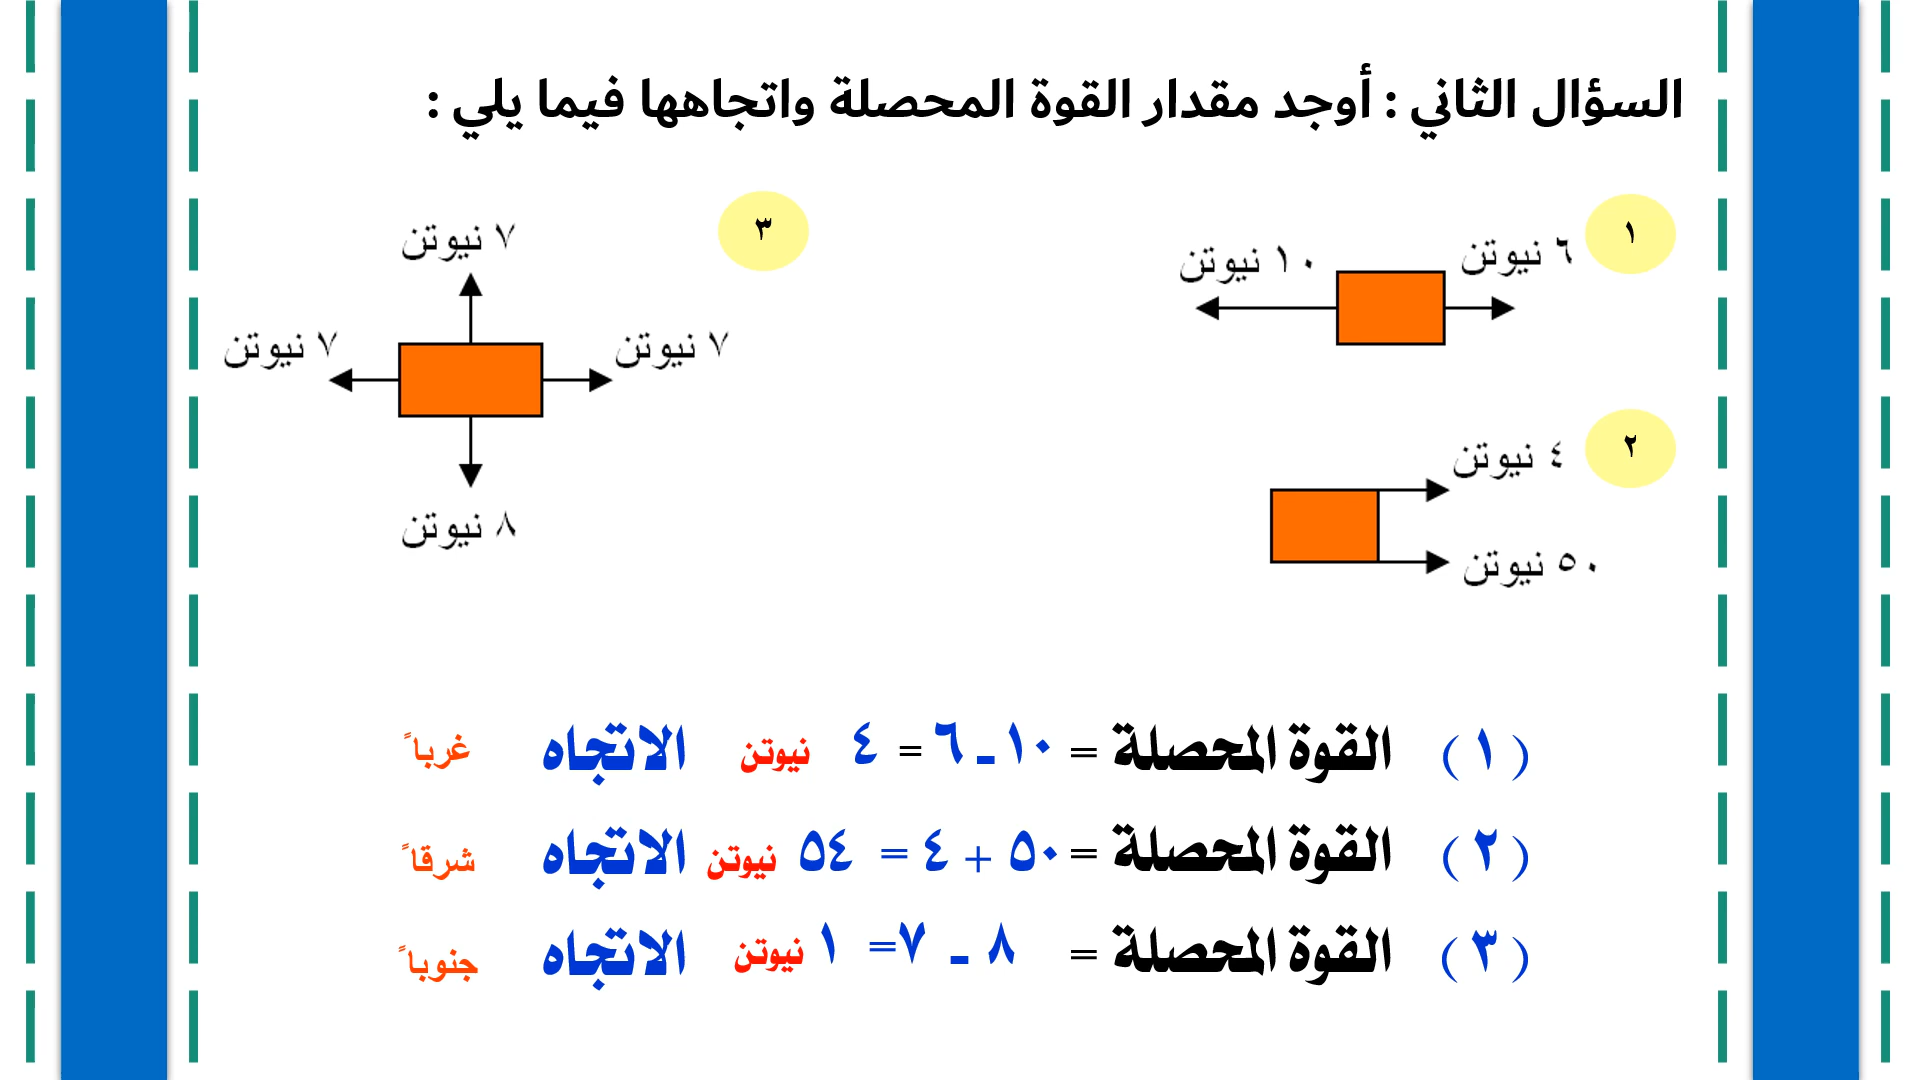 السؤال الثاني : أوجد مقدار القوة المحصلة واتجاهها فيما يلي :
١
٦ نيوتن
١٠ نيوتن
٢
٤ نيوتن
٥٠ نيوتن
٣
٧ نيوتن
٧ نيوتن
٧ نيوتن
٨ نيوتن
( ١ ) القوة المحصلة = ١٠ - ٦ = ٤ نيوتن الاتجاه غرباً
( ٢ ) القوة المحصلة = ٥٠ + ٤ = ٥٤ نيوتن الاتجاه شرقاً
( ٣ ) القوة المحصلة = ٨ - ٧ = ١ نيوتن الاتجاه جنوباً